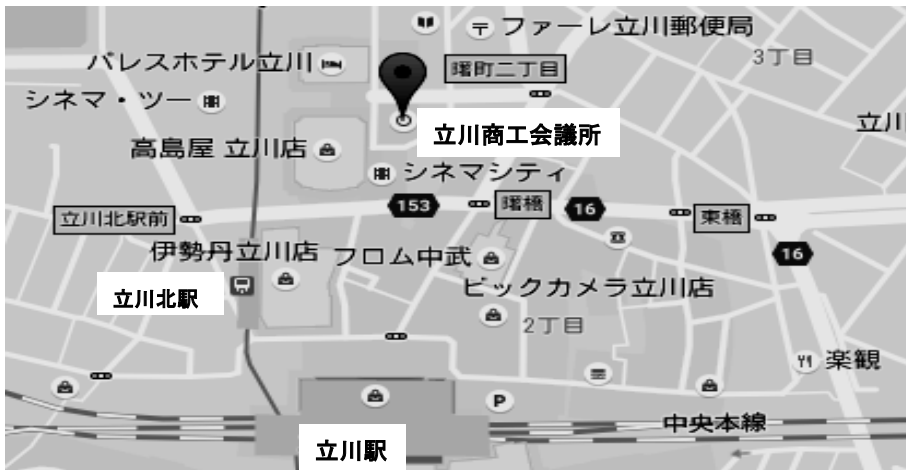 ファーレ立川郵便局
パレスホテル立川
曙町二丁目
3丁目
シネマ・ツー
立川
立川商工会議所
高島屋 立川店
シネマシティ
153
曙橋
16
立川北駅前
東橋
伊勢丹立川店
フロム中武
16
立川北駅
ビックカメラ立川店
2丁目
楽観
P
中央本線
立川駅